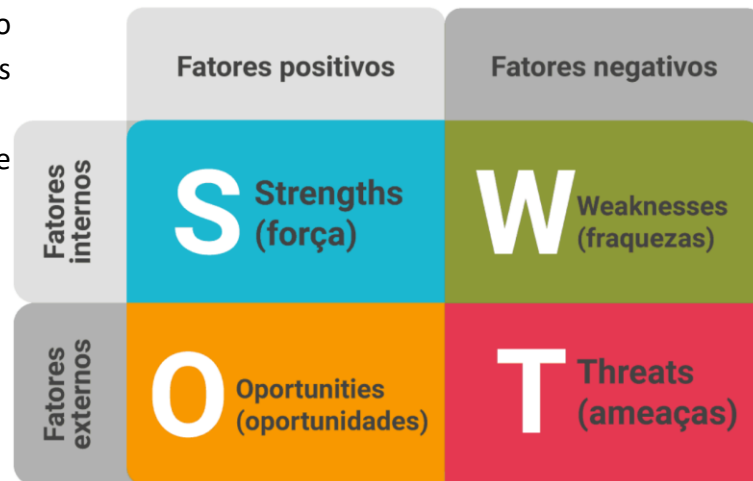 o
s
e
Fatores positivos
Fatores negativos
Fatores
internos
S
Strengths
(força)
W
Weaknesses
(fraquezas)
Fatores
externos
O
Oportunities
(oportunidades)
T
Threats
(ameaças)